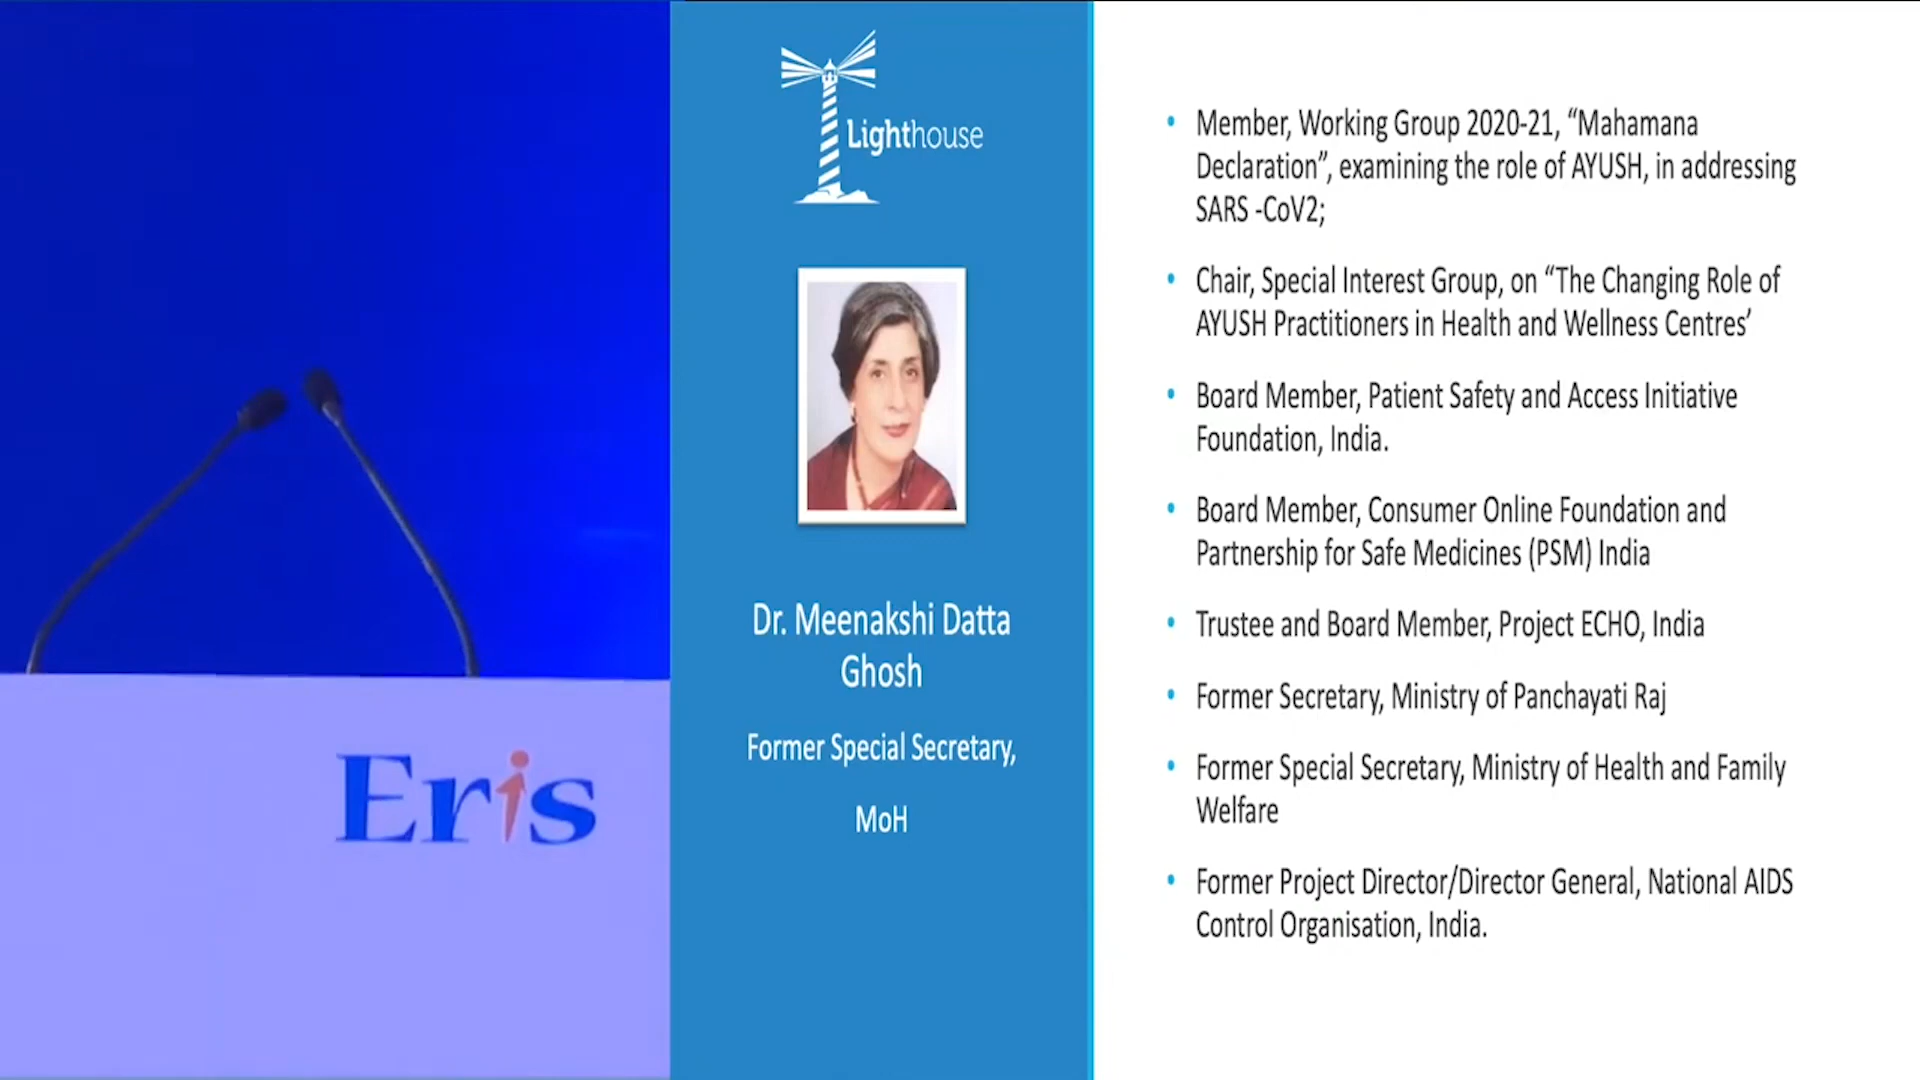 Lighthouse
Dr. Meenakshi Datta
Ghosh
Former Special Secretary,
MoH
Eris
• Member, Working Group 2020-21, “Mahamana
Declaration”, examining the role of AYUSH, in addressing
SARS -CoV2;
• Chair, Special Interest Group, on “The Changing Role of
AYUSH Practitioners in Health and Wellness Centres’
• Board Member, Patient Safety and Access Initiative
Foundation, India.
• Board Member, Consumer Online Foundation and
Partnership for Safe Medicines (PSM) India
• Trustee and Board Member, Project ECHO, India
• Former Secretary, Ministry of Panchayati Raj
• Former Special Secretary, Ministry of Health and Family
Welfare
• Former Project Director/Director General, National AIDS
Control Organisation, India.